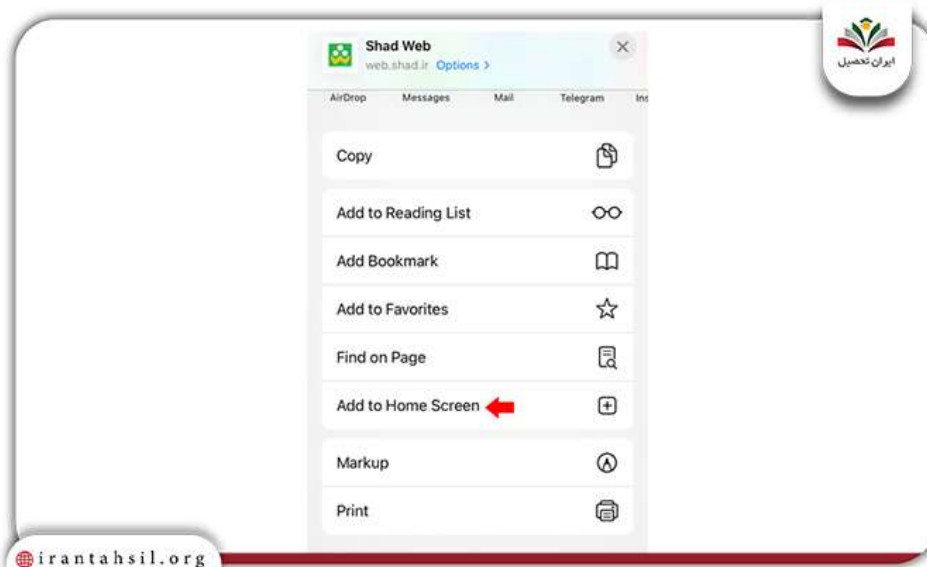 Shad Web
web.shad.ir Options >
ایران تحصیل
AirDrop Messages Mail Telegram Ins
Copy
Add to Reading List
Add Bookmark
Add to Favorites
Find on Page
Add to Home Screen
Markup
Print
irantahsil.org